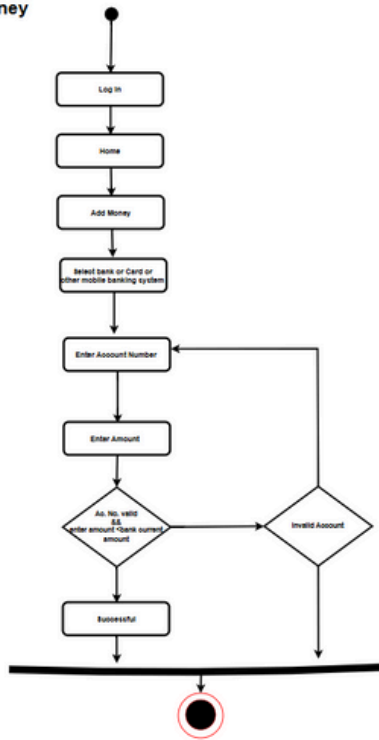 ney
Log In
Home
Add Money
Select bank or Card or
other mobile banking system
Enter Account Number
Enter Amount
Ac. No. valid
&&
enter amount <bank current
amount
Invalid Account
Successful